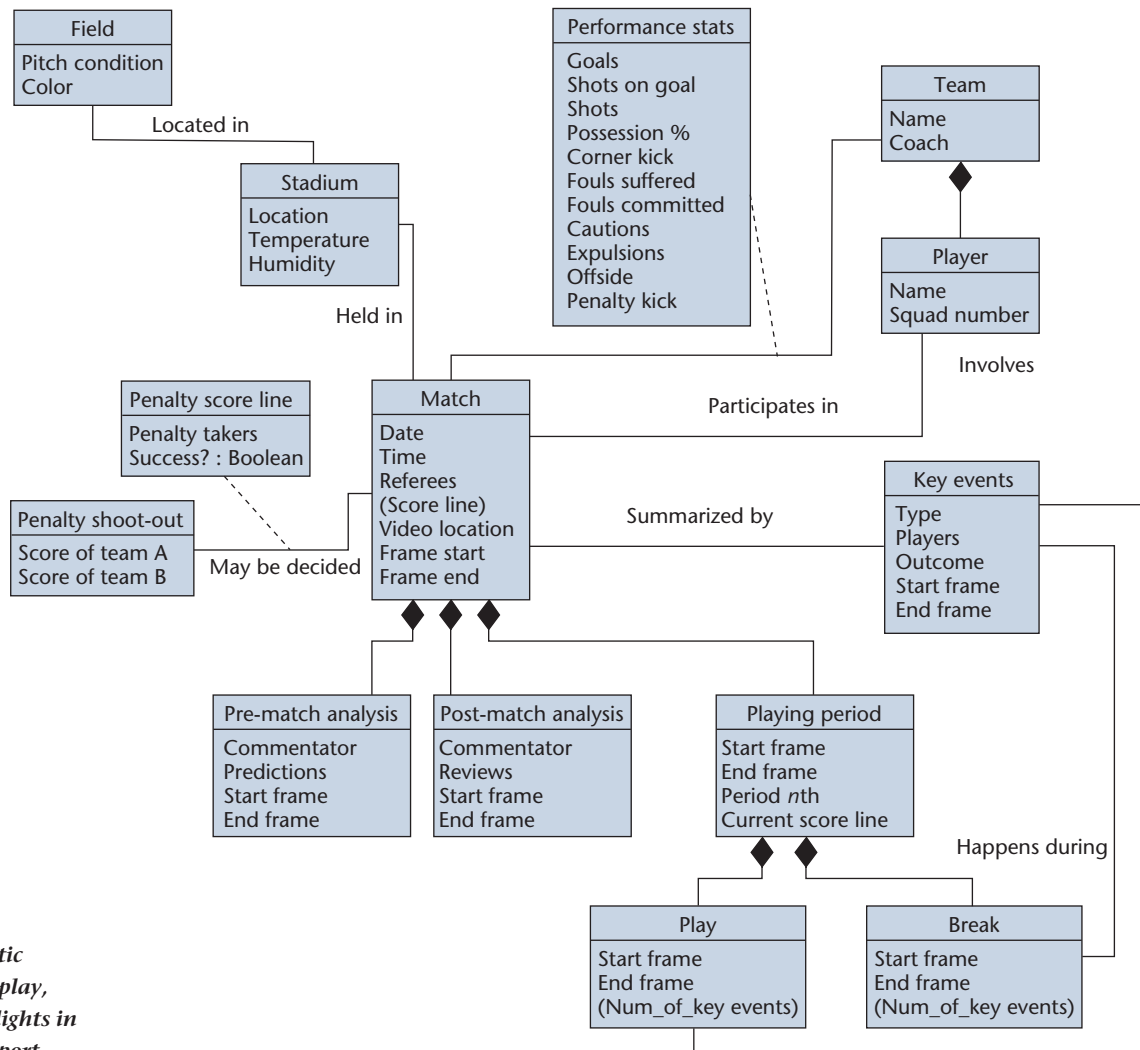 Field
Pitch condition
Color
Located in
Stadium
Location
Temperature
Humidity
Held in
Performance stats
Goals
Shots on goal
Shots
Possession %
Corner kick
Fouls suffered
Fouls committed
Cautions
Expulsions
Offside
Penalty kick
Team
Name
Coach
Player
Name
Squad number
Involves
Participates in
Penalty score line
Penalty takers
Success? : Boolean
Penalty shoot-out
Score of team A
Score of team B
May be decided
Match
Date
Time
Referees
(Score line)
Video location
Frame start
Frame end
Summarized by
Key events
Type
Players
Outcome
Start frame
End frame
Pre-match analysis
Commentator
Predictions
Start frame
End frame
Post-match analysis
Commentator
Reviews
Start frame
End frame
Playing period
Start frame
End frame
Period nth
Current score line
Happens during
Play
Start frame
End frame
(Num_of_key events)
Break
Start frame
End frame
(Num_of_key events)
tic
play,
lights in